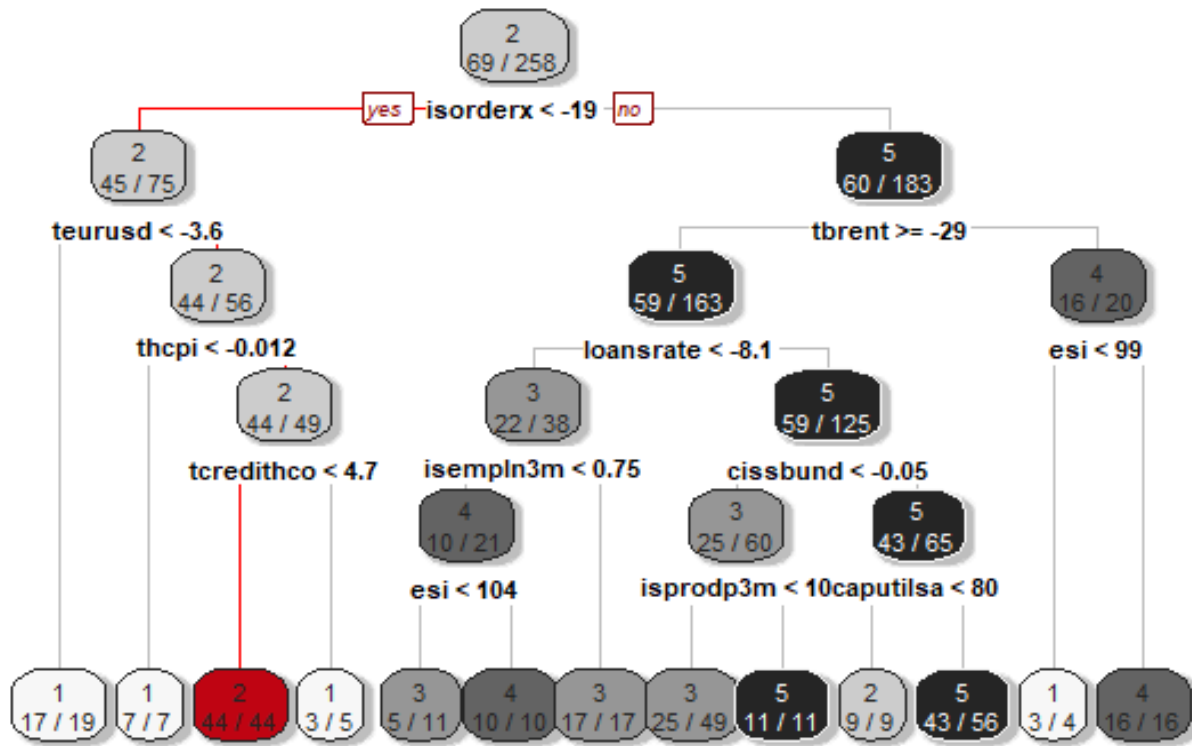 2
69 / 258
yes isorderx < -19 no
2
45 / 75
5
60 / 183
teurusd < -3.6
tbrent >= -29
2
44 / 56
5
59 / 163
4
16 / 20
thcpi < -0.012
loansrate < -8.1
esi < 99
2
44 / 49
3
22 / 38
5
59 / 125
tcredithco < 4.7
isempln3m < 0.75
cissbund < -0.05
4
10 / 21
3
25 / 60
5
43 / 65
esi < 104
isprodp3m < 10
caputilsa < 80
1
17 / 19
1
7 / 7
2
44 / 44
1
3 / 5
3
5 / 11
4
10 / 10
3
17 / 17
3
25 / 49
5
11 / 11
2
9 / 9
5
43 / 56
1
3 / 4
4
16 / 16